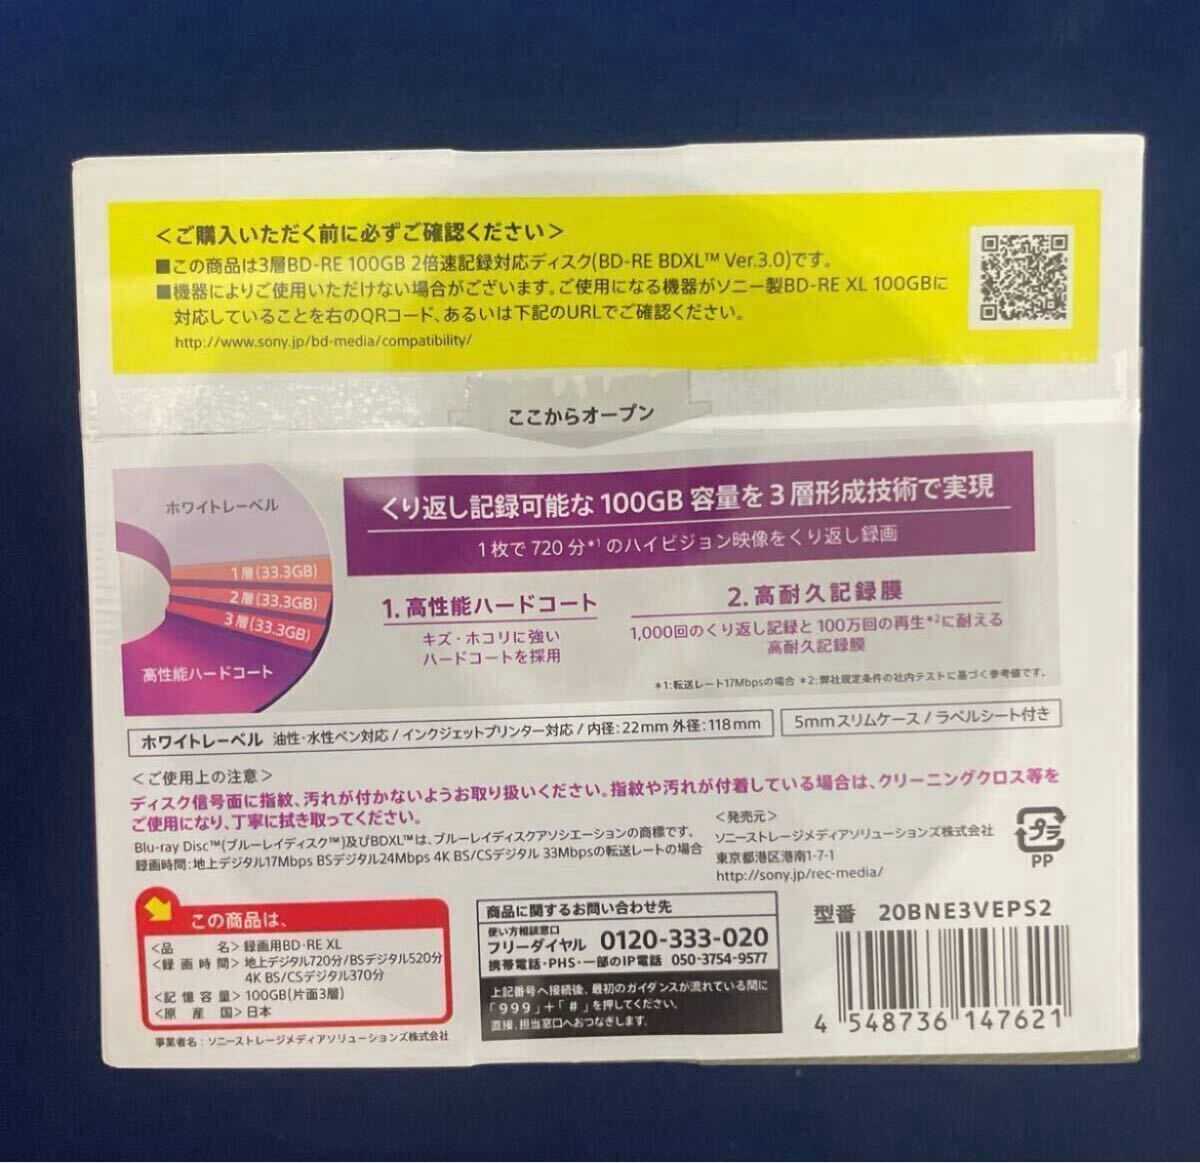 ＜ご購入いただく前に必ずご確認ください＞
■この商品は3層BD-RE 100GB 2倍速記録対応ディスク(BD-RE BDXL™ Ver.3.0)です。
■機器によりご使用いただけない場合がございます。ご使用になる機器がソニー製BD-RE XL 100GBに
対応していることを右のQRコード、あるいは下記のURLでご確認ください。
http://www.sony.jp/bd-media/compatibility/
ここからオープン
ホワイトレーベル
1層(33.3GB)
2層(33.3GB)
3層(33.3GB)
高性能ハードコート
くり返し記録可能な 100GB 容量を 3 層形成技術で実現
1枚で 720 分*1 のハイビジョン映像をくり返し録画
1. 高性能ハードコート
キズ・ホコリに強い
ハードコートを採用
2. 高耐久記録膜
1,000回のくり返し記録と 100万回の再生*2に耐える
高耐久記録膜
*1:転送レート17Mbpsの場合 *2:弊社規定条件の社内テストに基づく参考値です。
ホワイトレーベル 油性・水性ペン対応 / インクジェットプリンター対応 / 内径:22mm 外径:118mm
5mmスリムケース / ラベルシート付き
＜ご使用上の注意＞
ディスク信号面に指紋、汚れが付かないようお取り扱いください。指紋や汚れが付着している場合は、クリーニングクロス等を
ご使用になり、丁寧に拭き取ってください。
Blu-ray Disc™(ブルーレイディスク™)及びBDXL™は、ブルーレイディスクアソシエーションの商標です。
録画時間:地上デジタル17Mbps BSデジタル24Mbps 4K BS/CSデジタル 33Mbpsの転送レートの場合
＜発売元＞
ソニーストレージメディアソリューションズ株式会社
東京都港区港南1-7-1
http://sony.jp/rec-media/
プラ
PP
この商品は、
＜品 名＞録画用BD-RE XL
＜録画時間＞地上デジタル720分/BSデジタル520分
4K BS/CSデジタル370分
＜記憶容量＞100GB(片面3層)
＜原産国＞日本
事業者名:ソニーストレージメディアソリューションズ株式会社
商品に関するお問い合わせ先
使い方相談窓口
フリーダイヤル 0120-333-020
携帯電話・PHS・一部のIP電話 050-3754-9577
上記番号へ接続後、最初のガイダンスが流れている間に
「999」+「#」を押してください。
直接、担当窓口へおつなぎします。
型番 20BNE3VEPS2
4 548736 147621